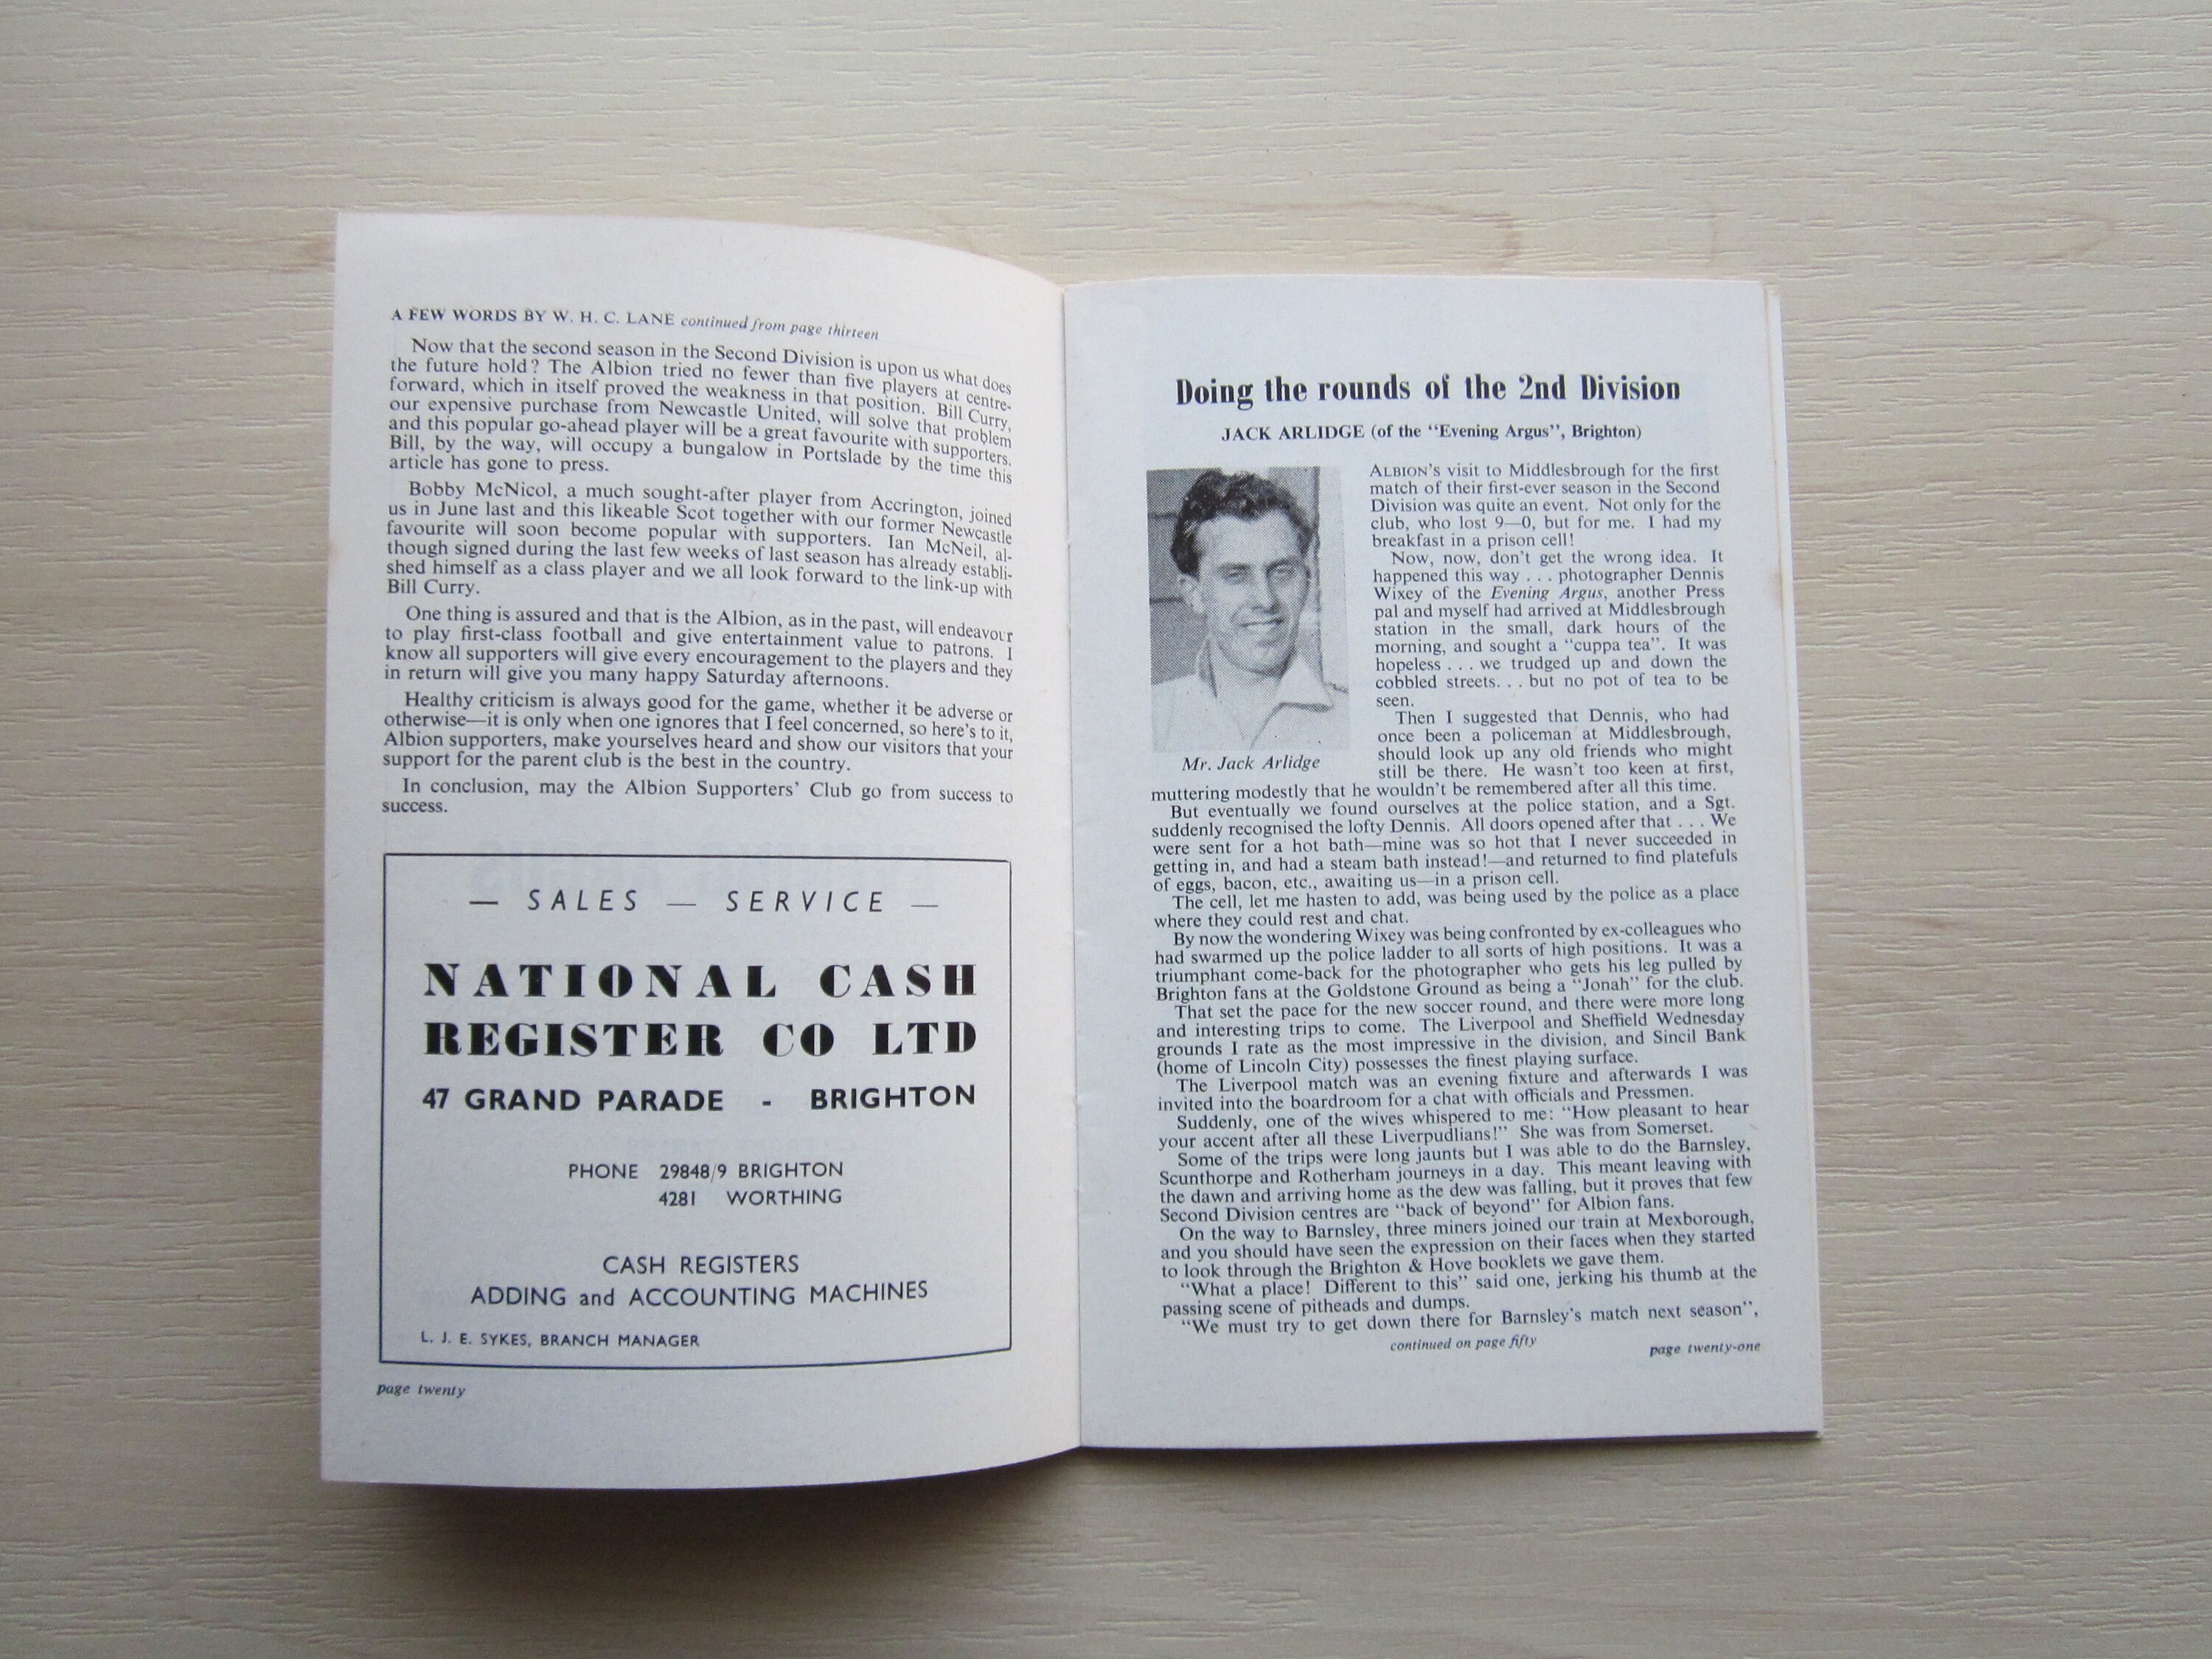 A FEW WORDS BY W. H. C. LANE continued from page thirteen
Now that the second season in the Second Division is upon us what does
the future hold? The Albion tried no fewer than five players at centre-
forward, which in itself proved the weakness in that position. Bill Curry,
our expensive purchase from Newcastle United, will solve that problem
and this popular go-ahead player will be a great favourite with supporters.
Bill, by the way, will occupy a bungalow in Portslade by the time this
article has gone to press.
Bobby McNicol, a much sought-after player from Accrington, joined
us in June last and this likeable Scot together with our former Newcastle
favourite will soon become popular with supporters. Ian McNeil, al-
though signed during the last few weeks of last season has already establi-
shed himself as a class player and we all look forward to the link-up with
Bill Curry.
One thing is assured and that is the Albion, as in the past, will endeavour
to play first-class football and give entertainment value to patrons. I
know all supporters will give every encouragement to the players and they
in return will give you many happy Saturday afternoons.
Healthy criticism is always good for the game, whether it be adverse or
otherwise—it is only when one ignores that I feel concerned, so here's to it,
Albion supporters, make yourselves heard and show our visitors that your
support for the parent club is the best in the country.
In conclusion, may the Albion Supporters' Club go from success to
success.
— SALES — SERVICE —
NATIONAL CASH
REGISTER CO LTD
47 GRAND PARADE - BRIGHTON
PHONE 29848/9 BRIGHTON
4281 WORTHING
CASH REGISTERS
ADDING and ACCOUNTING MACHINES
L. J. E. SYKES, BRANCH MANAGER
page twenty
Doing the rounds of the 2nd Division
JACK ARLIDGE (of the "Evening Argus", Brighton)
Mr. Jack Arlidge
ALBION'S visit to Middlesbrough for the first
match of their first-ever season in the Second
Division was quite an event. Not only for the
club, who lost 9—0, but for me. I had my
breakfast in a prison cell!
Now, now, don't get the wrong idea. It
happened this way . . . photographer Dennis
Wixey of the Evening Argus, another Press
pal and myself had arrived at Middlesbrough
station in the small, dark hours of the
morning, and sought a "cuppa tea". It was
hopeless . . . we trudged up and down the
cobbled streets. . . but no pot of tea to be
seen.
Then I suggested that Dennis, who had
once been a policeman at Middlesbrough,
should look up any old friends who might
still be there. He wasn't too keen at first,
muttering modestly that he wouldn't be remembered after all this time.
But eventually we found ourselves at the police station, and a Sgt.
suddenly recognised the lofty Dennis. All doors opened after that . . . We
were sent for a hot bath—mine was so hot that I never succeeded in
getting in, and had a steam bath instead!—and returned to find platefuls
of eggs, bacon, etc., awaiting us—in a prison cell.
The cell, let me hasten to add, was being used by the police as a place
where they could rest and chat.
By now the wondering Wixey was being confronted by ex-colleagues who
had swarmed up the police ladder to all sorts of high positions. It was a
triumphant come-back for the photographer who gets his leg pulled by
Brighton fans at the Goldstone Ground as being a "Jonah" for the club.
That set the pace for the new soccer round, and there were more long
and interesting trips to come. The Liverpool and Sheffield Wednesday
grounds I rate as the most impressive in the division, and Sincil Bank
(home of Lincoln City) possesses the finest playing surface.
The Liverpool match was an evening fixture and afterwards I was
invited into the boardroom for a chat with officials and Pressmen.
Suddenly, one of the wives whispered to me: "How pleasant to hear
your accent after all these Liverpudlians!" She was from Somerset.
Some of the trips were long jaunts but I was able to do the Barnsley,
Scunthorpe and Rotherham journeys in a day. This meant leaving with
the dawn and arriving home as the dew was falling, but it proves that few
Second Division centres are "back of beyond" for Albion fans.
On the way to Barnsley, three miners joined our train at Mexborough,
and you should have seen the expression on their faces when they started
to look through the Brighton & Hove booklets we gave them.
"What a place! Different to this" said one, jerking his thumb at the
passing scene of pitheads and dumps.
"We must try to get down there for Barnsley's match next season",
continued on page fifty
page twenty-one